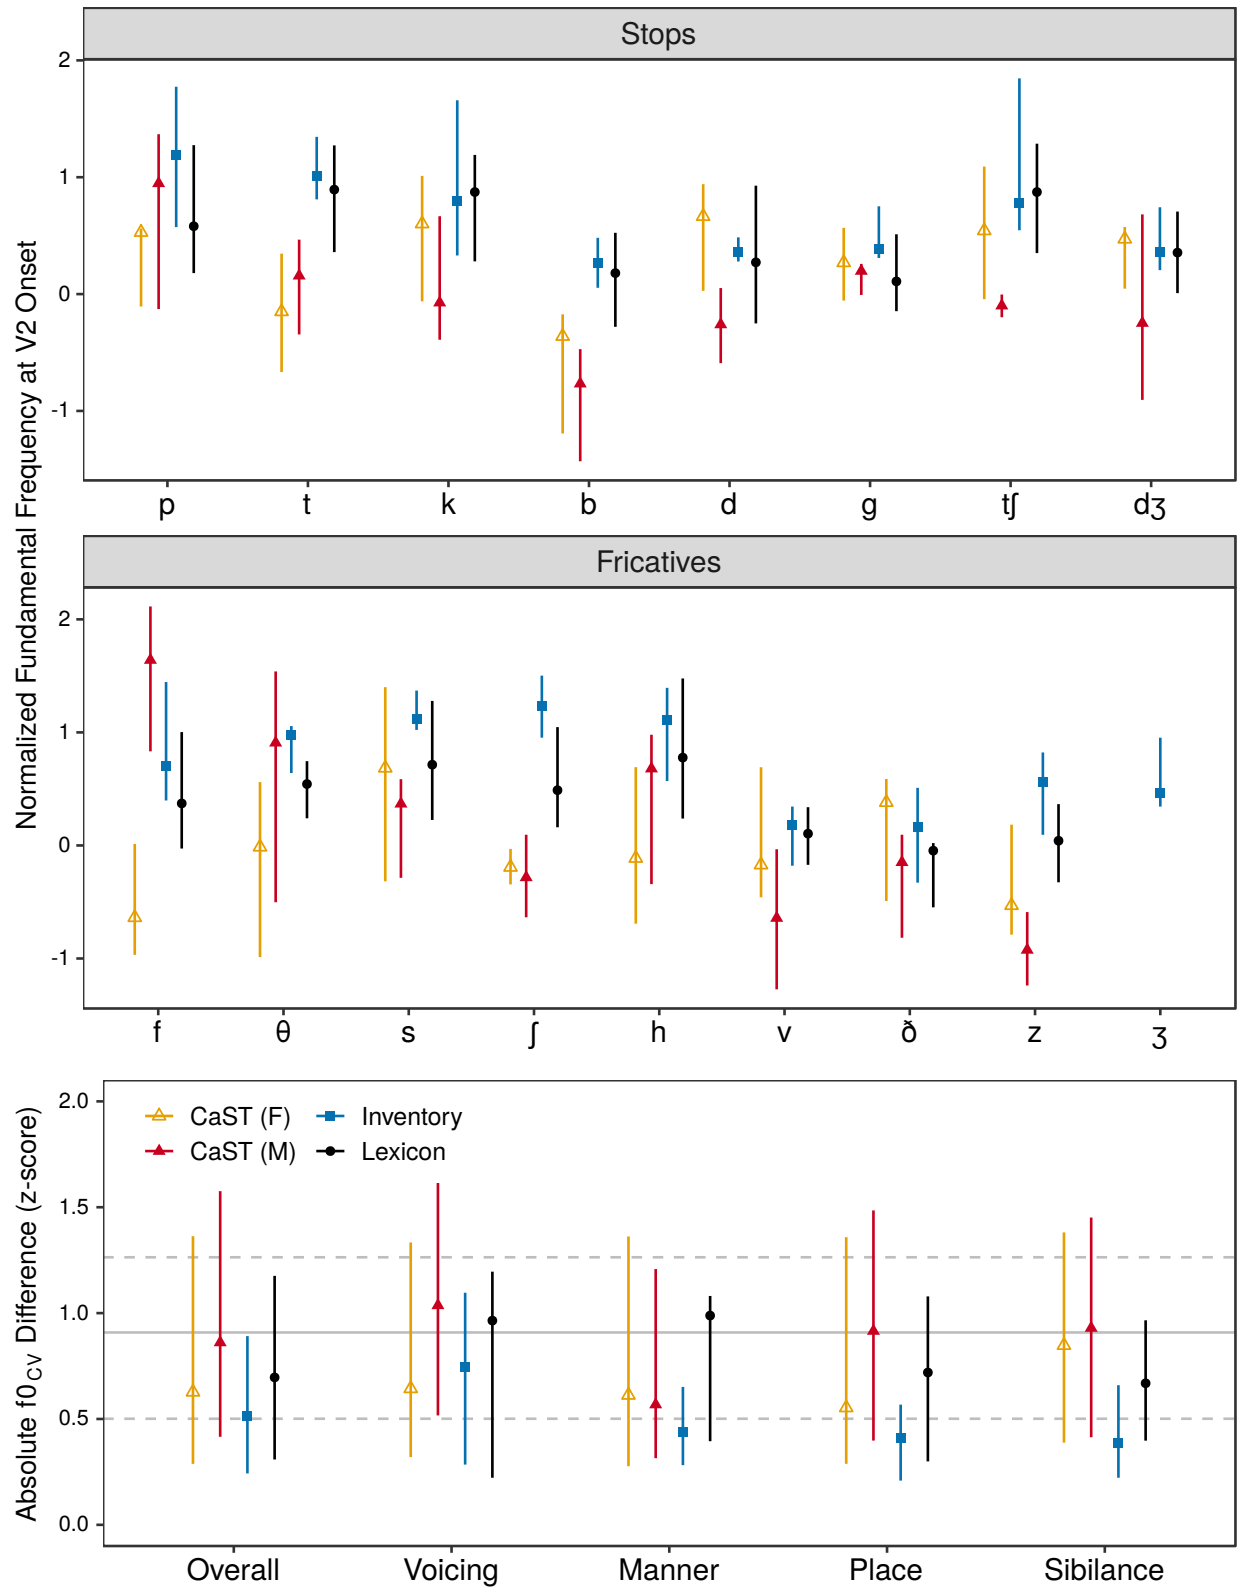 Stops
Normalized Fundamental Frequency at V2 Onset
2
1
0
-1
p t k b d g tʃ dʒ
Fricatives
2
1
0
-1
f θ s ʃ h v ð z ʒ
Absolute f0CV Difference (z-score)
2.0
1.5
1.0
0.5
0.0
CaST (F) Inventory
CaST (M) Lexicon
Overall Voicing Manner Place Sibilance